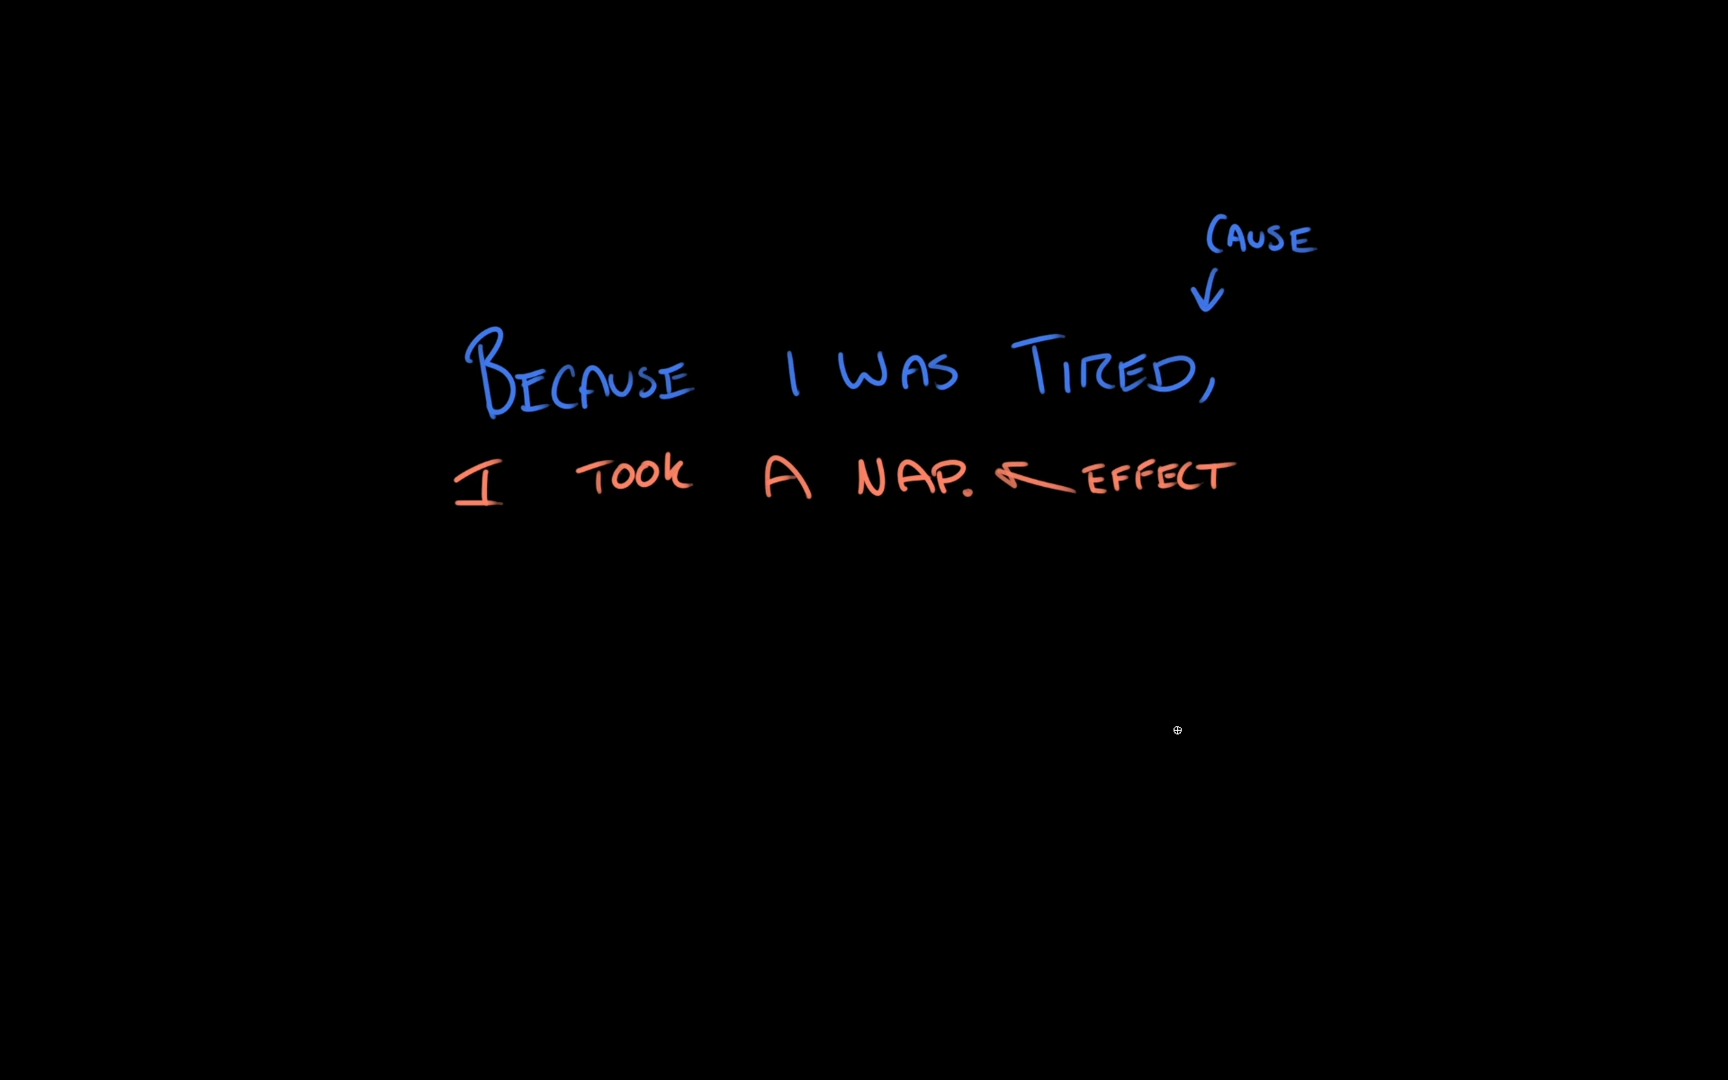 CAUSE
BECAUSE I WAS TIRED,
I TOOK A NAP. ← EFFECT